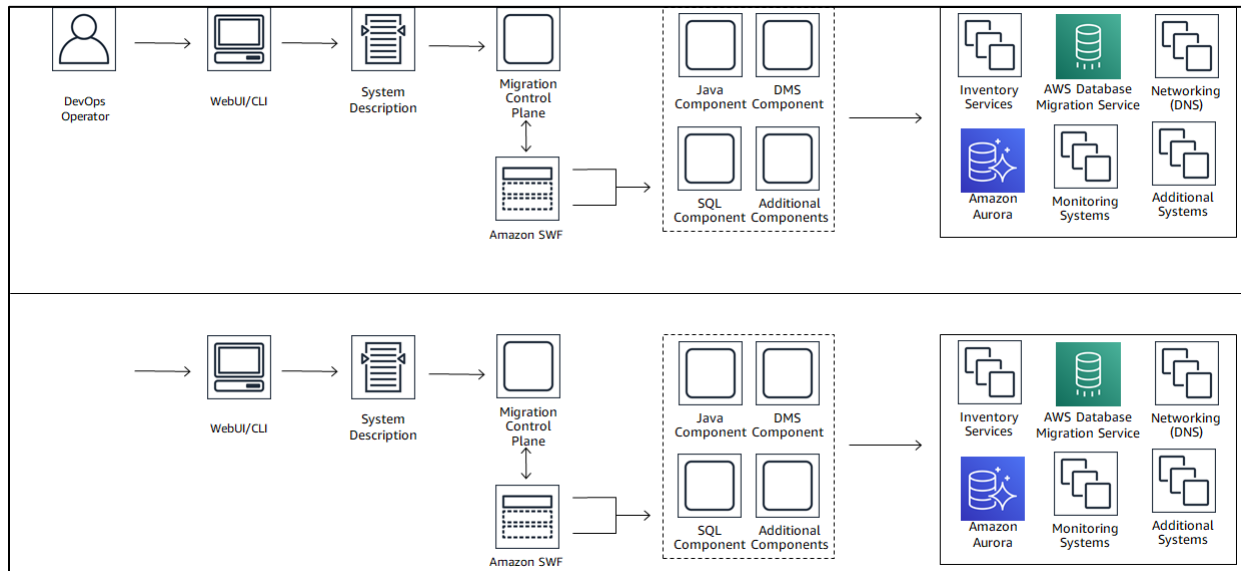 DevOps
Operator
WebUI/CLI
System
Description
Migration
Control
Plane
Amazon SWF
Java
Component
DMS
Component
SQL
Component
Additional
Components
Inventory
Services
AWS Database
Migration Service
Networking
(DNS)
Amazon
Aurora
Monitoring
Systems
Additional
Systems
WebUI/CLI
System
Description
Migration
Control
Plane
Amazon SWF
Java
Component
DMS
Component
SQL
Component
Additional
Components
Inventory
Services
AWS Database
Migration Service
Networking
(DNS)
Amazon
Aurora
Monitoring
Systems
Additional
Systems